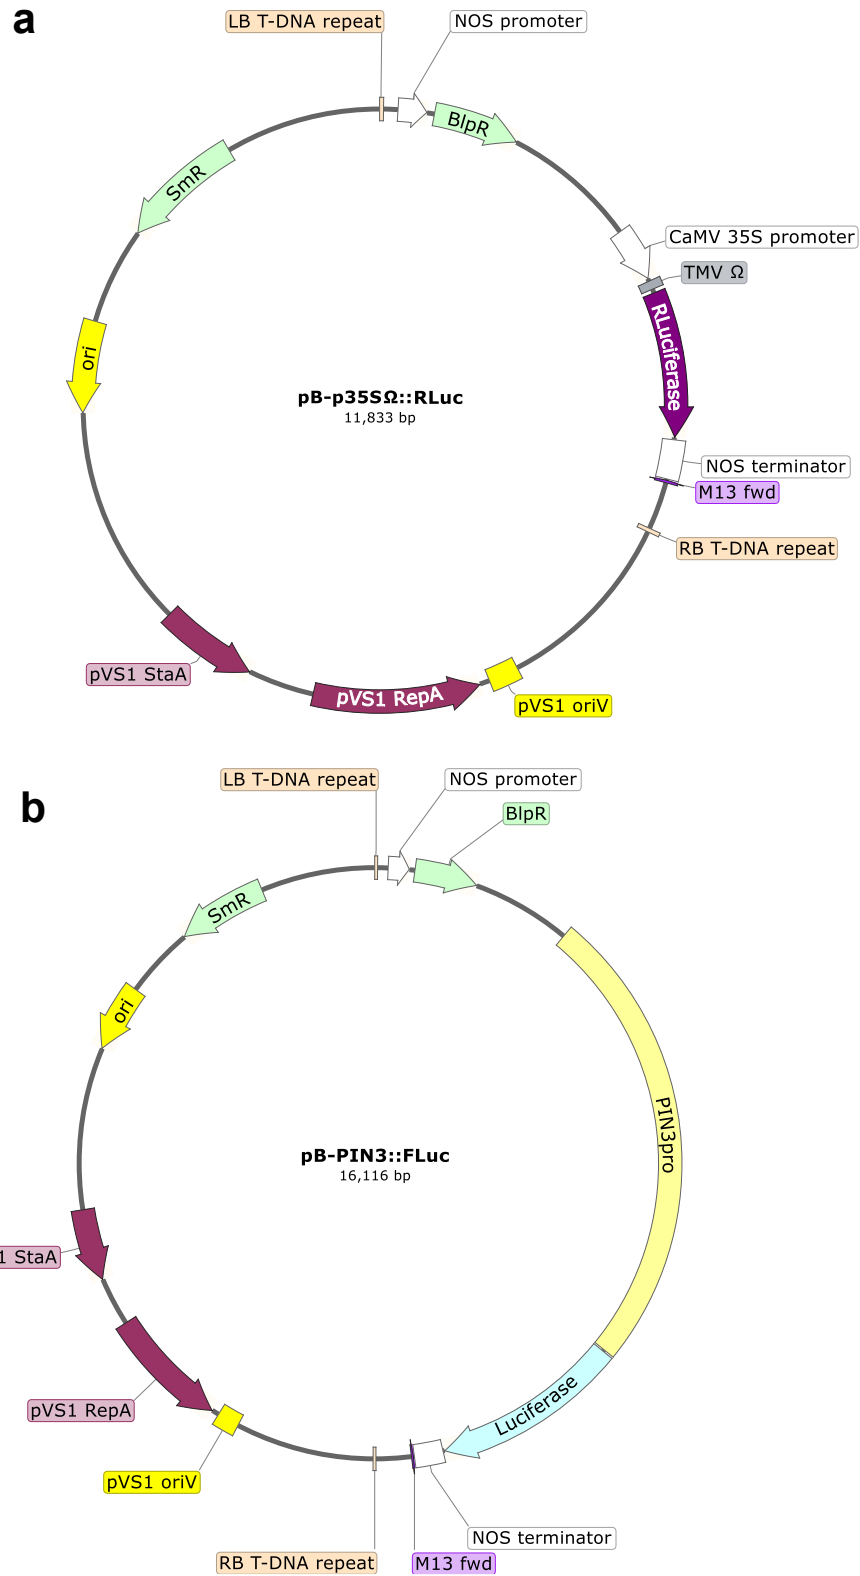 a
LB T-DNA repeat
NOS promoter
BlpR
SmR
CaMV 35S promoter
TMV Ω
RLuciferase
ori
pB-p35SΩ::RLuc
11,833 bp
NOS terminator
M13 fwd
RB T-DNA repeat
pVS1 StaA
pVS1 RepA
pVS1 oriV
b
LB T-DNA repeat
NOS promoter
BlpR
SmR
ori
PIN3pro
pB-PIN3::FLuc
16,116 bp
1 StaA
Luciferase
pVS1 RepA
pVS1 oriV
NOS terminator
RB T-DNA repeat
M13 fwd